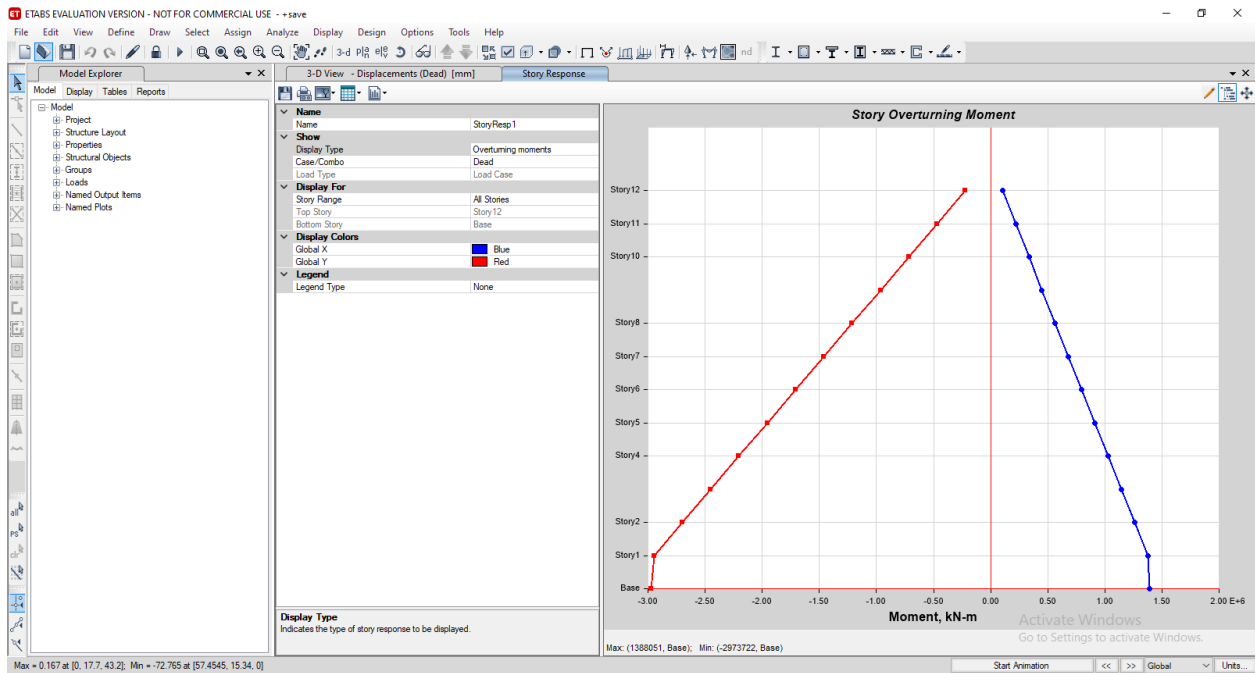 ETABS EVALUATION VERSION - NOT FOR COMMERCIAL USE - +save
File Edit View Define Draw Select Assign Analyze Display Design Options Tools Help
3-d
nd
Model Explorer
3-D View - Displacements (Dead) [mm]
Story Response
Model Display Tables Reports
Model
Project
Structure Layout
Properties
Structural Objects
Groups
Loads
Named Output Items
Named Plots
all
PS
clr
Name
Name StoryResp1
Show
Display Type Overturning moments
Case/Combo Dead
Load Type Load Case
Display For
Story Range All Stories
Top Story Story12
Bottom Story Base
Display Colors
Global X Blue
Global Y Red
Legend
Legend Type None
Display Type
Indicates the type of story response to be displayed.
Story Overturning Moment
Story12
Story11
Story10
Story8
Story7
Story6
Story5
Story4
Story2
Story1
Base
-3.00 -2.50 -2.00 -1.50 -1.00 -0.50 0.00 0.50 1.00 1.50 2.00 E+6
Moment, kN-m
Activate Windows
Go to Settings to activate Windows.
Max: (1388051, Base); Min: (-2973722, Base)
Max = 0.167 at [0, 17.7, 43.2]; Min = -72.765 at [57.4545, 15.34, 0]
Start Animation << >> Global Units...